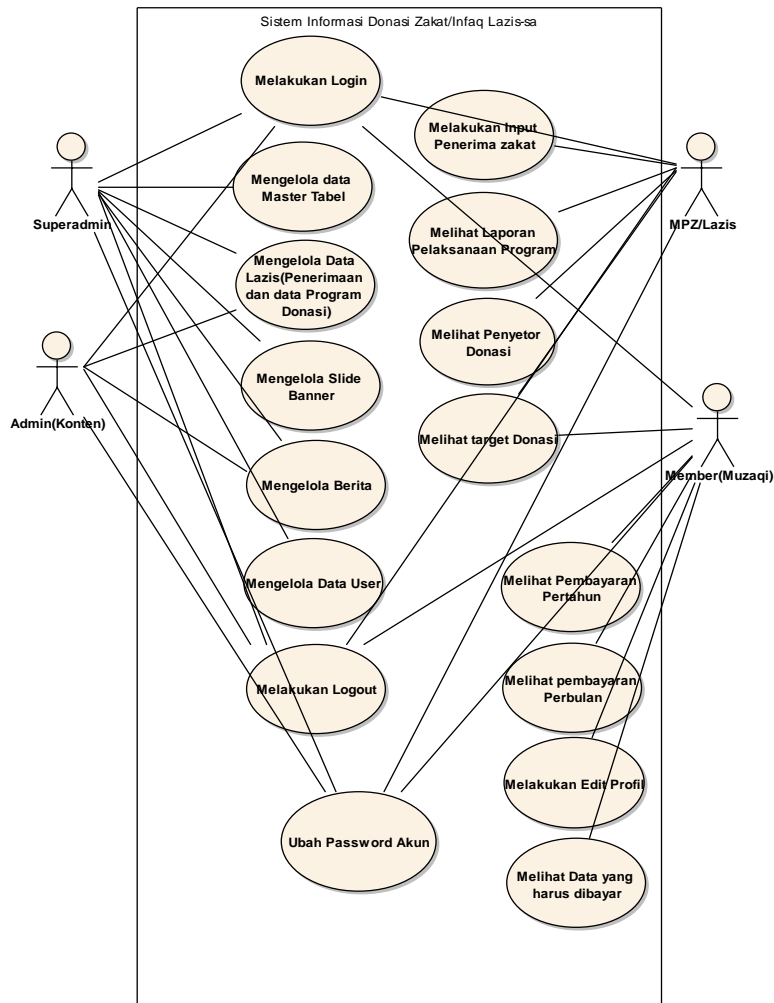 Sistem Informasi Donasi Zakat/Infaq Lazis-sa
Melakukan Login
Melakukan Input
Penerima zakat
Superadmin
MPZ/Lazis
Mengelola data
Master Tabel
Melihat Laporan
Pelaksanaan Program
Mengelola Data
Lazis(Penerimaan
dan data Program
Donasi)
Melihat Penyetor
Donasi
Admin(Konten)
Mengelola Slide
Banner
Melihat target Donasi
Member(Muzaqi)
Mengelola Berita
Mengelola Data User
Melihat Pembayaran
Pertahun
Melakukan Logout
Melihat pembayaran
Perbulan
Melakukan Edit Profil
Ubah Password Akun
Melihat Data yang
harus dibayar